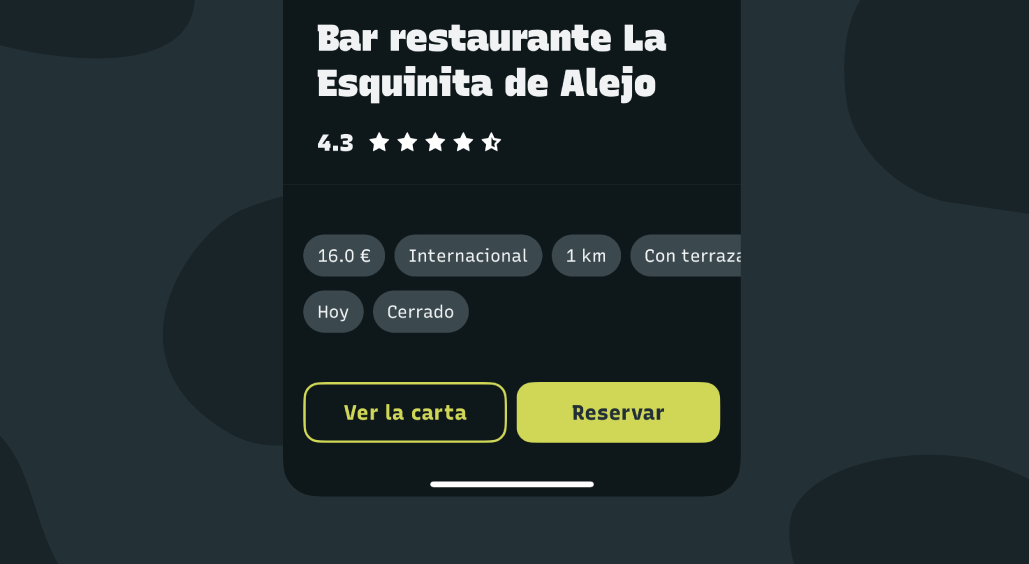 Bar restaurante La
Esquinita de Alejo
4.3
16.0 € Internacional 1 km Con terraza
Hoy Cerrado
Ver la carta Reservar